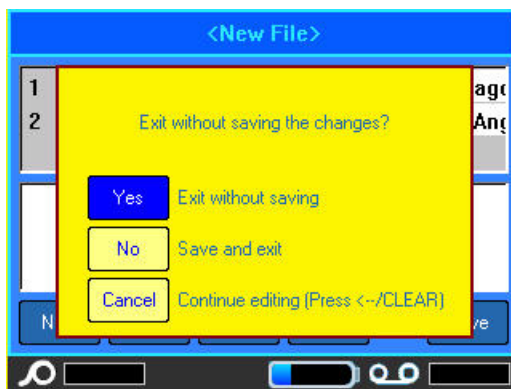 <New File>
1
2
Exit without saving the changes?
Yes Exit without saving
No Save and exit
Cancel Continue editing (Press <--/CLEAR)